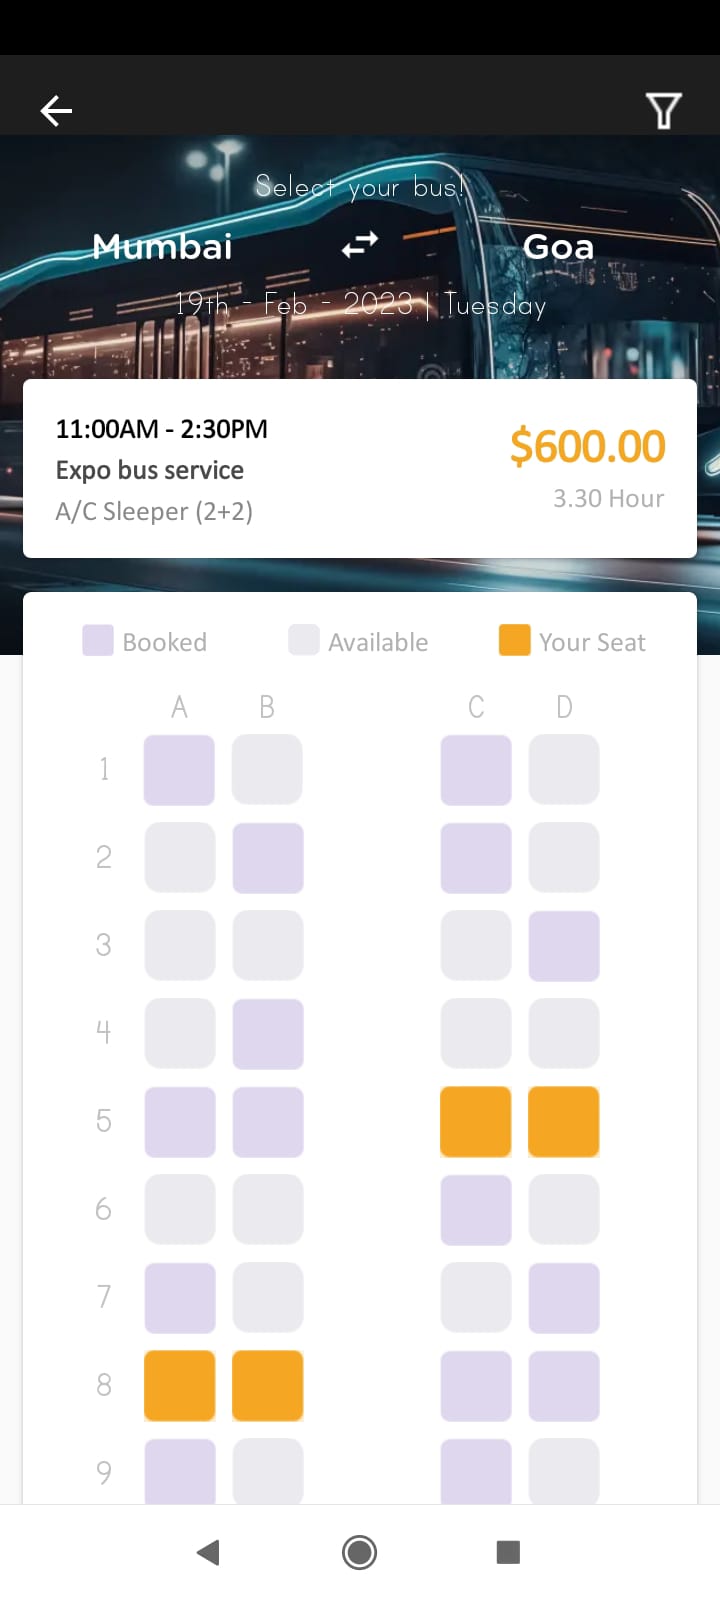 Select your bus!
Mumbai Goa
19th - Feb - 2023 | Tuesday
11:00AM - 2:30PM $600.00
Expo bus service
A/C Sleeper (2+2) 3.30 Hour
Booked Available Your Seat
A B C D
1
2
3
4
5
6
7
8
9